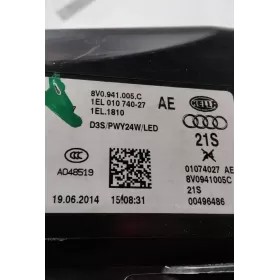 8V0.941.005.C
1EL 010 740-27 AE HELLA
1EL.1810
D3S/PWY24W/LED
21S
CCC
A048519
01074027 AE
8V0941005C
21S
19.06.2014 15:08:31 00496486